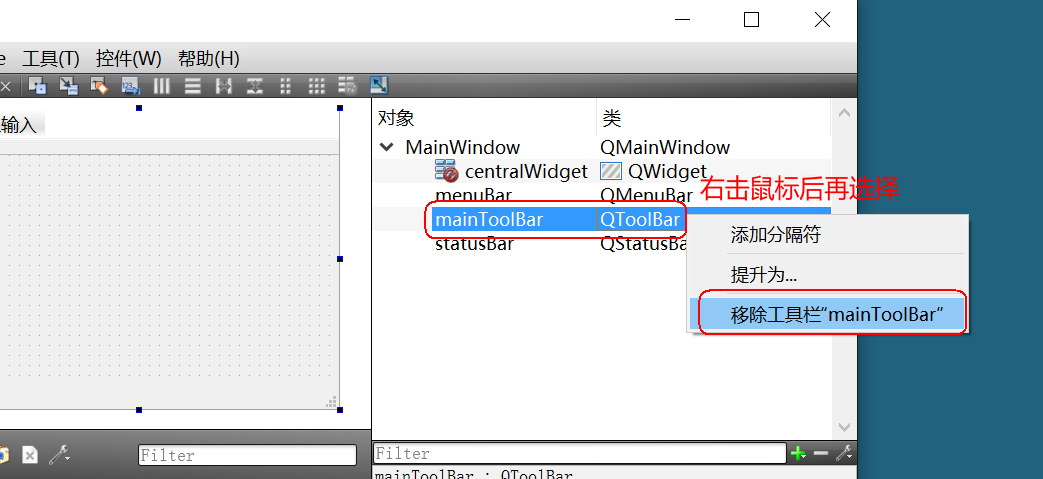 e 工具(T) 控件(W) 帮助(H)
输入
对象 类
MainWindow QMainWindow
centralWidget QWidget
右击鼠标后再选择
menuBar QMenuBar
mainToolBar QToolBar
statusBar QStatusBa
添加分隔符
提升为...
移除工具栏“mainToolBar”
Filter
Filter
mainToolBar : QToolBar